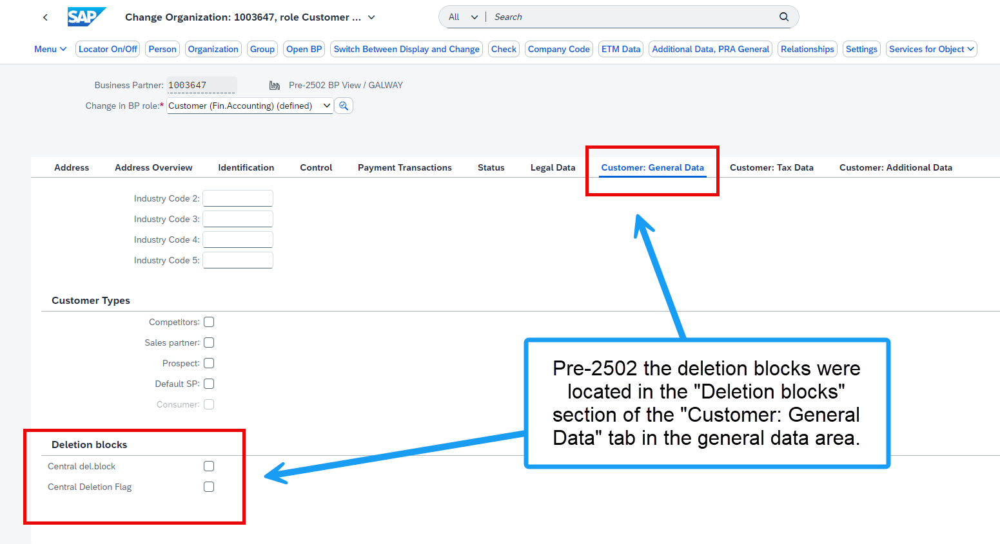 SAP Change Organization: 1003647, role Customer ... All Search
Menu Locator On/Off Person Organization Group Open BP Switch Between Display and Change Check Company Code ETM Data Additional Data, PRA General Relationships Settings Services for Object
Business Partner: 1003647 Pre-2502 BP View / GALWAY
Change in BP role:* Customer (Fin.Accounting) (defined)
Address Address Overview Identification Control Payment Transactions Status Legal Data Customer: General Data Customer: Tax Data Customer: Additional Data
Industry Code 2:
Industry Code 3:
Industry Code 4:
Industry Code 5:
Customer Types
Competitors:
Sales partner:
Prospect:
Default SP:
Consumer:
Pre-2502 the deletion blocks were
located in the "Deletion blocks"
section of the "Customer: General
Data" tab in the general data area.
Deletion blocks
Central del.block
Central Deletion Flag